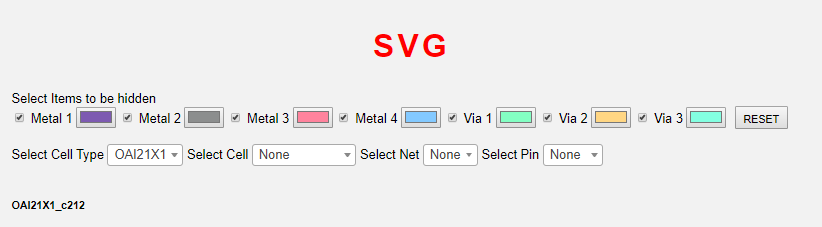 SVG
Select Items to be hidden
Metal 1 Metal 2 Metal 3 Metal 4 Via 1 Via 2 Via 3 RESET
Select Cell Type OAI21X1 Select Cell None Select Net None Select Pin None
OAI21X1_c212